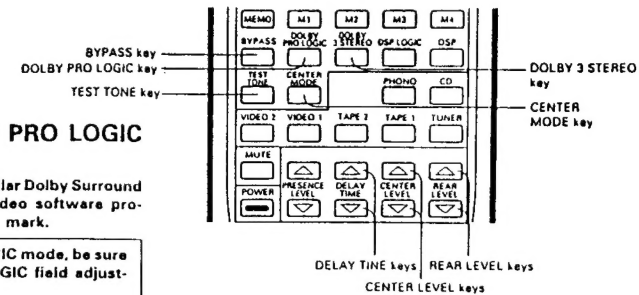 MEMO M1 M2 M3 M4
BYPASS DOLBY PRO LOGIC DOLBY 3 STEREO DSP LOGIC DSP
BYPASS key
DOLBY PRO LOGIC key
TEST TONE key
DOLBY 3 STEREO
key
CENTER
MODE key
TEST TONE CENTER MODE PHONO CD
VIDEO 2 VIDEO 1 TAPE 2 TAPE 1 TUNER
MUTE
POWER PRESENCE LEVEL DELAY TIME CENTER LEVEL REAR LEVEL
DELAY TINE keys REAR LEVEL keys
CENTER LEVEL keys
PRO LOGIC
lar Dolby Surround
deo software pro-
mark.
IC mode, be sure
GIC field adjust-